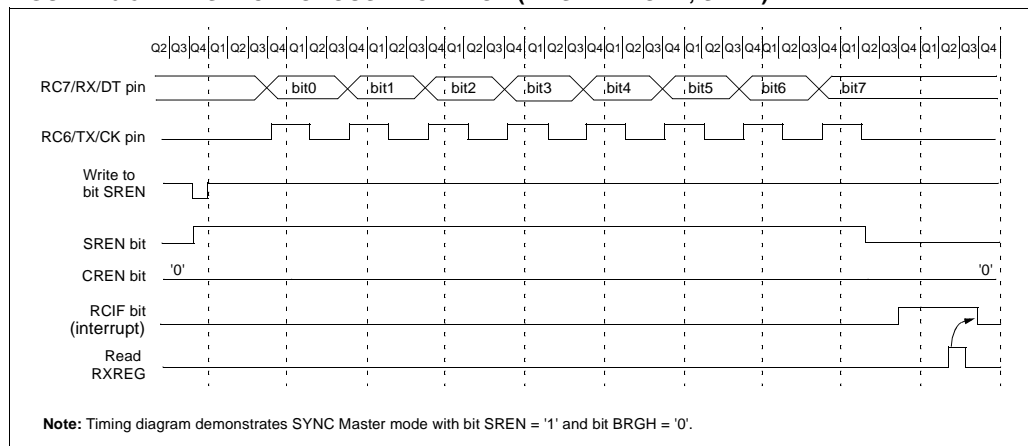 Q2 Q3 Q4 Q1 Q2 Q3 Q4 Q1 Q2 Q3 Q4 Q1 Q2 Q3 Q4 Q1 Q2 Q3 Q4 Q1 Q2 Q3 Q4 Q1 Q2 Q3 Q4 Q1 Q2 Q3 Q4 Q1 Q2 Q3 Q4 Q1 Q2 Q3 Q4 Q1 Q2 Q3 Q4
RC7/RX/DT pin bit0 bit1 bit2 bit3 bit4 bit5 bit6 bit7
RC6/TX/CK pin
Write to
bit SREN
SREN bit
CREN bit '0' '0'
RCIF bit
(interrupt)
Read
RXREG
Note: Timing diagram demonstrates SYNC Master mode with bit SREN = '1' and bit BRGH = '0'.